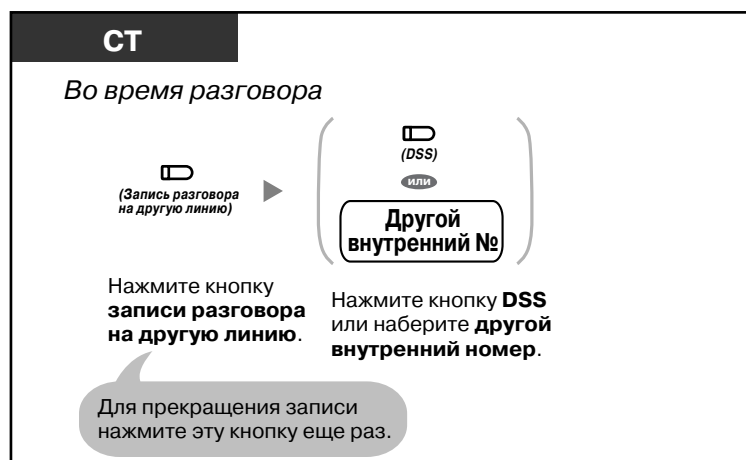 СТ
Во время разговора
(Запись разговора
на другую линию)
(DSS)
или
Другой
внутренний №
Нажмите кнопку
записи разговора
на другую линию.
Нажмите кнопку DSS
или наберите другой
внутренний номер.
Для прекращения записи
нажмите эту кнопку еще раз.